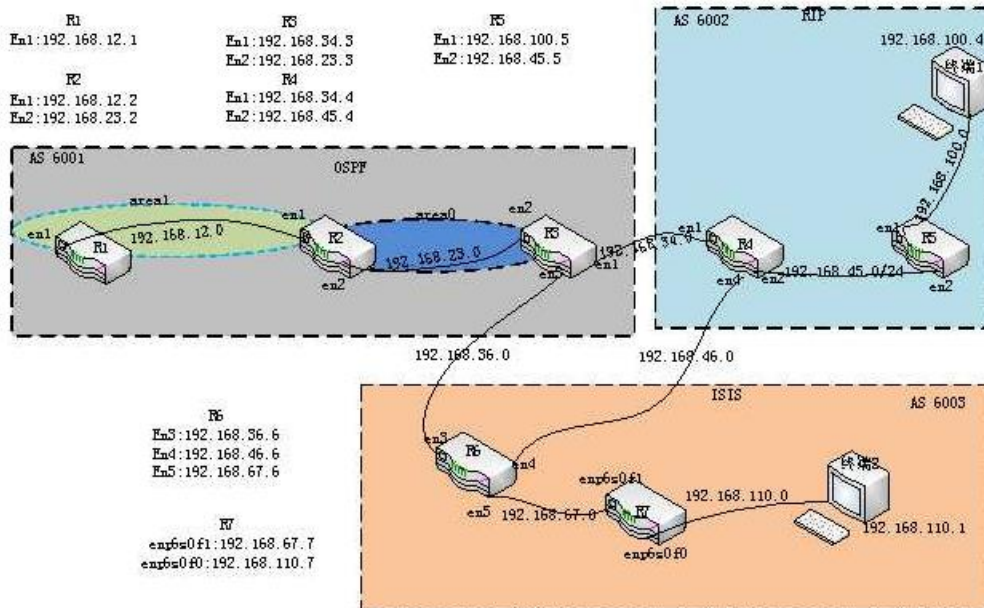 R1
En1:192.168.12.1
R2
En1:192.168.12.2
En2:192.168.23.2
R3
En1:192.168.34.3
En2:192.168.23.3
R4
En1:192.168.34.4
En2:192.168.45.4
R5
En1:192.168.100.5
En2:192.168.45.5
AS 6002
RIP
192.168.100.4
终端1
192.168.100.0
AS 6001
OSPF
area1
area0
en1
R1
192.168.12.0
en1
R2
en2
192.168.23.0
en2
R3
en3
en1
192.168.34.0
en1
R4
en4
en2
192.168.45.0/24
en1
R5
en2
192.168.36.0
192.168.46.0
ISIS
AS 6003
R6
En3:192.168.36.6
En4:192.168.46.6
En5:192.168.67.6
R7
enp6s0f1:192.168.67.7
enp6s0f0:192.168.110.7
en3
R6
en4
en5
192.168.67.0
enp6s0f1
R7
enp6s0f0
192.168.110.0
终端2
192.168.110.1